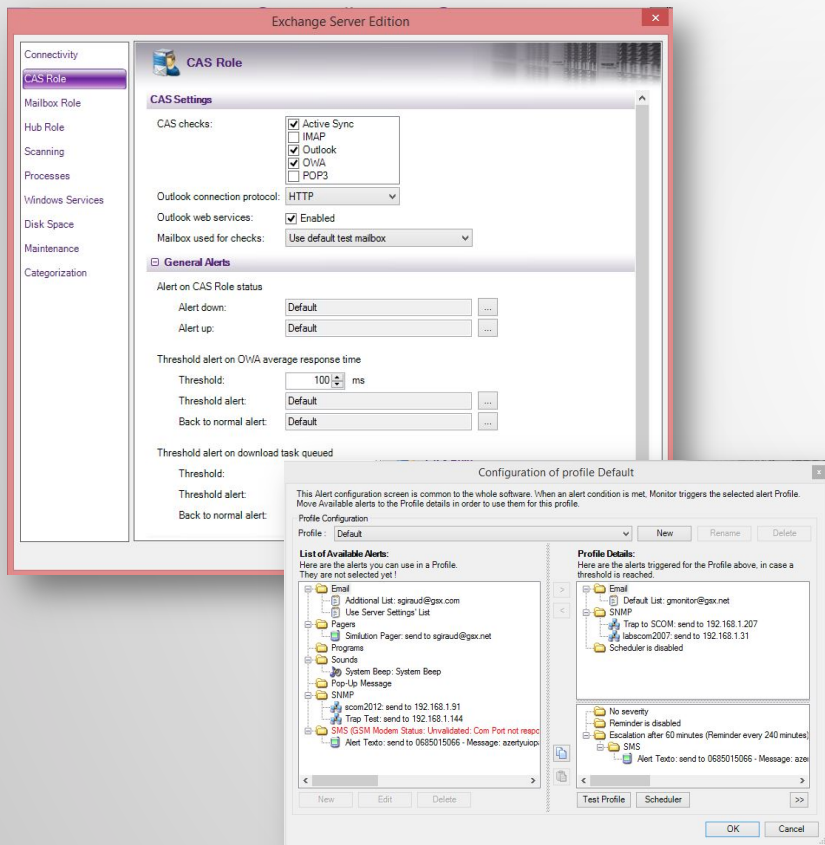 Exchange Server Edition
Connectivity
CAS Role
Mailbox Role
Hub Role
Scanning
Processes
Windows Services
Disk Space
Maintenance
Categorization
CAS Role
CAS Settings
CAS checks:
Active Sync
IMAP
Outlook
OWA
POP3
Outlook connection protocol: HTTP
Outlook web services: Enabled
Mailbox used for checks: Use default test mailbox
General Alerts
Alert on CAS Role status
Alert down: Default ...
Alert up: Default ...
Threshold alert on OWA average response time
Threshold: 100 ms
Threshold alert: Default ...
Back to normal alert: Default ...
Threshold alert on download task queued
Threshold:
Threshold alert:
Back to normal alert:
Configuration of profile Default
This Alert configuration screen is common to the whole software. When an alert condition is met, Monitor triggers the selected alert Profile.
Move Available alerts to the Profile details in order to use them for this profile.
Profile Configuration
Profile : Default New Rename Delete
List of Available Alerts:
Here are the alerts you can use in a Profile.
They are not selected yet !
Email
Additional List: sgiraud@gsx.com
Use Server Settings' List
Pagers
Similution Pager: send to sgiraud@gsx.net
Programs
Sounds
System Beep: System Beep
Pop-Up Message
SNMP
scom2012: send to 192.168.1.91
Trap Test: send to 192.168.1.144
SMS (GSM Modem Status: Unvalidated: Com Port not respo
Alert Texto: send to 0685015066 - Message: azertyuiop
New Edit Delete
> 
<
Profile Details:
Here are the alerts triggered for the Profile above, in case a
threshold is reached.
Email
Default List: gmonitor@gsx.net
SNMP
Trap to SCOM: send to 192.168.1.207
labscom2007: send to 192.168.1.31
Scheduler is disabled
No severity
Reminder is disabled
Escalation after 60 minutes (Reminder every 240 minutes)
SMS
Alert Texto: send to 0685015066 - Message: azer
Test Profile Scheduler >>
OK Cancel